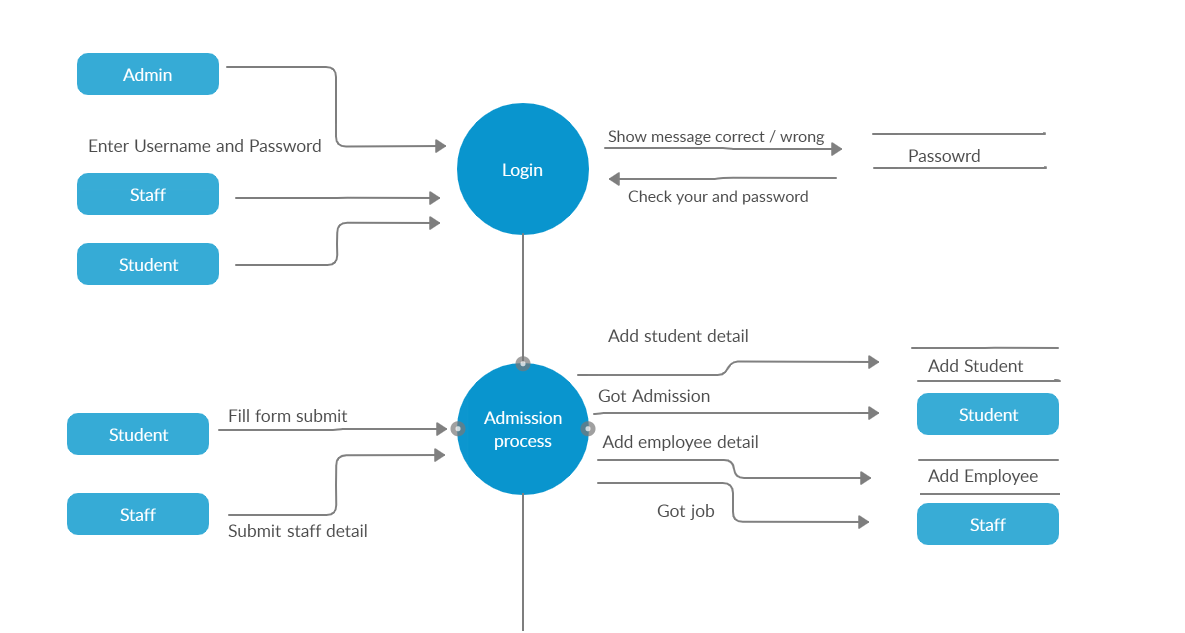 Admin
Enter Username and Password
Staff
Student
Login
Show message correct / wrong
Passowrd
Check your and password
Student
Fill form submit
Staff
Submit staff detail
Admission
process
Add student detail
Add Student
Got Admission
Student
Add employee detail
Add Employee
Got job
Staff